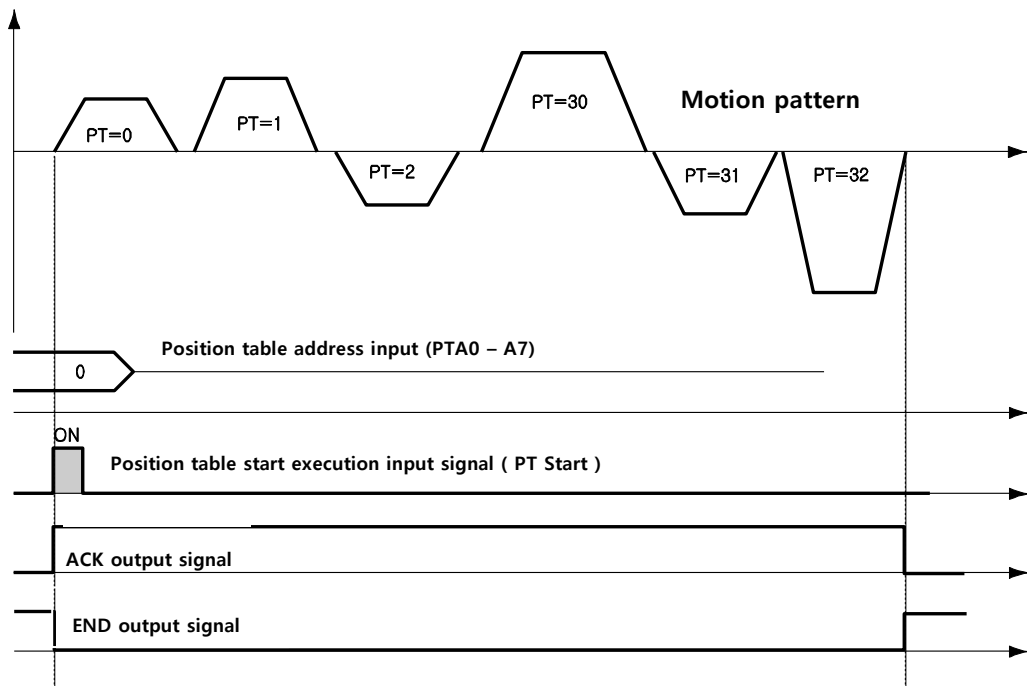 PT=0
PT=1
PT=2
PT=30
Motion pattern
PT=31
PT=32
Position table address input (PTA0 – A7)
0
ON
Position table start execution input signal ( PT Start )
ACK output signal
END output signal